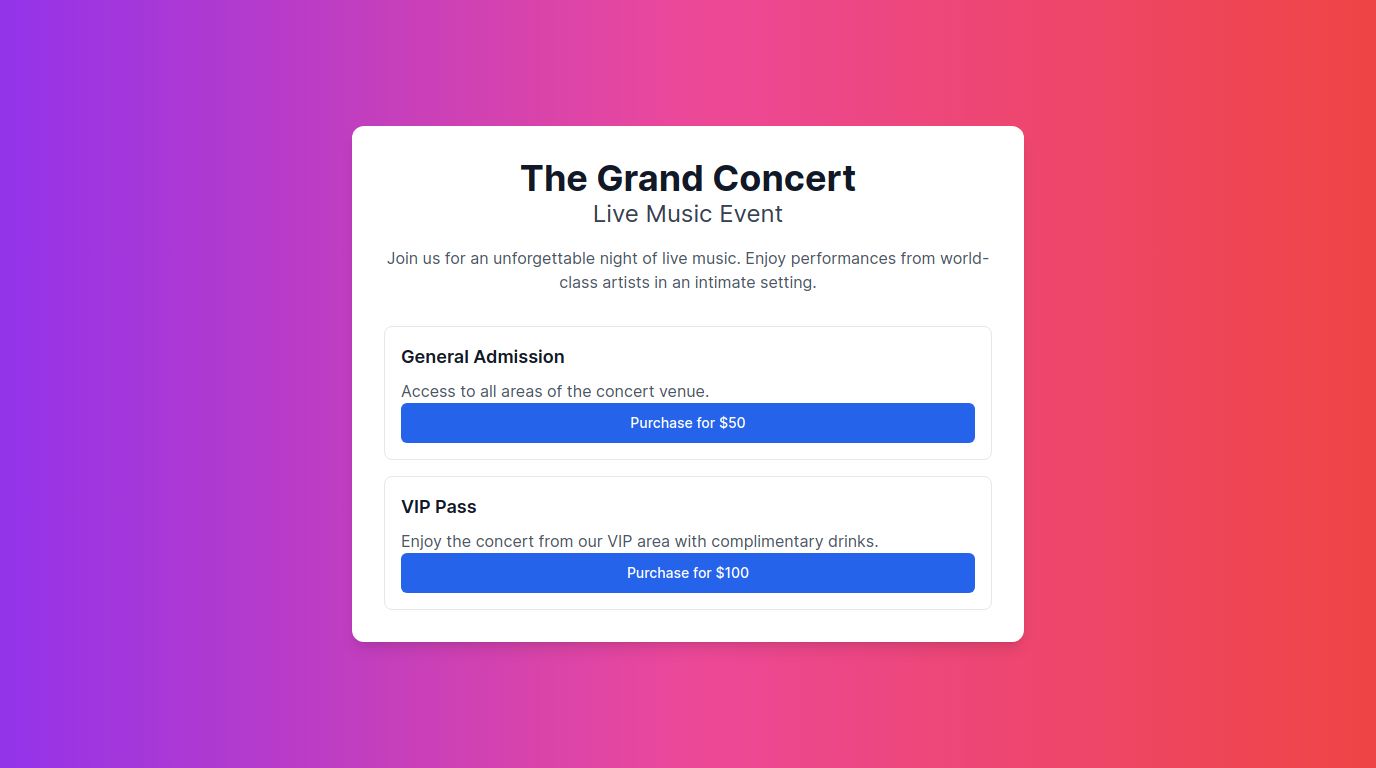 The Grand Concert
Live Music Event
Join us for an unforgettable night of live music. Enjoy performances from world-
class artists in an intimate setting.
General Admission
Access to all areas of the concert venue.
Purchase for $50
VIP Pass
Enjoy the concert from our VIP area with complimentary drinks.
Purchase for $100